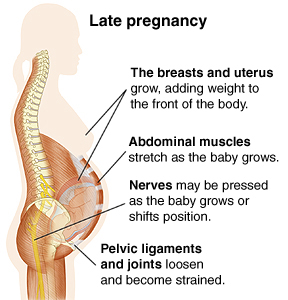 Late pregnancy
The breasts and uterus
grow, adding weight to
the front of the body.
Abdominal muscles
stretch as the baby grows.
Nerves may be pressed
as the baby grows or
shifts position.
Pelvic ligaments
and joints loosen
and become strained.